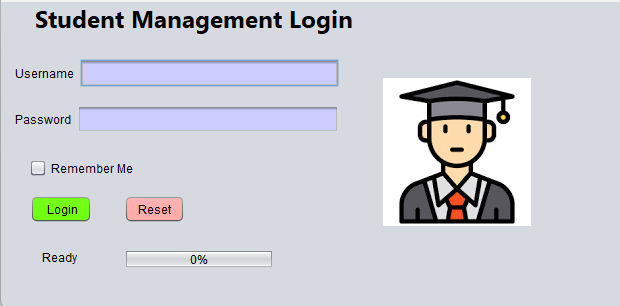 Student Management Login
Username
Password
Remember Me
Login Reset
Ready 0%